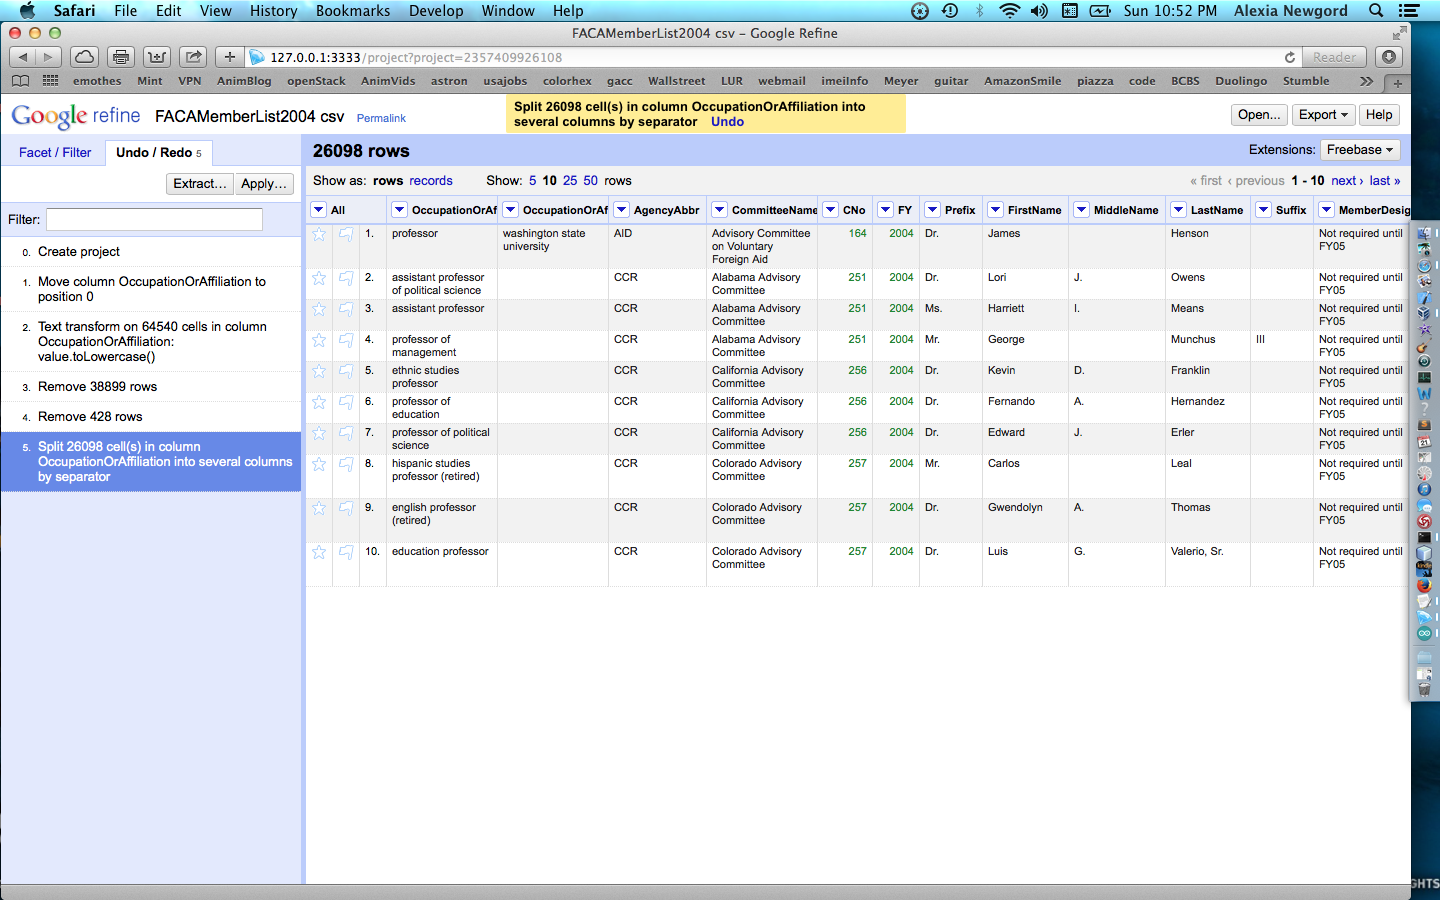 Safari File Edit View History Bookmarks Develop Window Help Sun 10:52 PM Alexia Newgord
FACAMemberList2004 csv – Google Refine
127.0.0.1:3333/project?project=2357409926108 Reader
emothes Mint VPN AnimBlog openStack AnimVids astron usajobs colorhex gacc Wallstreet LUR webmail imeiInfo Meyer guitar AmazonSmile piazza code BCBS Duolingo Stumble
Google refine FACAMemberList2004 csv Permalink
Split 26098 cell(s) in column OccupationOrAffiliation into
several columns by separator Undo
Open... Export Help
Facet / Filter Undo / Redo 5
26098 rows
Extensions: Freebase
Extract... Apply...
Show as: rows records Show: 5 10 25 50 rows
« first ‹ previous 1 - 10 next › last »
Filter:
0. Create project
1. Move column OccupationOrAffiliation to
position 0
2. Text transform on 64540 cells in column
OccupationOrAffiliation:
value.toLowercase()
3. Remove 38899 rows
4. Remove 428 rows
5. Split 26098 cell(s) in column
OccupationOrAffiliation into several columns
by separator
All OccupationOrAf OccupationOrAf AgencyAbbr CommitteeName CNo FY Prefix FirstName MiddleName LastName Suffix MemberDesig
1. professor washington state AID Advisory Committee 164 2004 Dr. James Henson Not required until
university on Voluntary FY05
Foreign Aid
2. assistant professor CCR Alabama Advisory 251 2004 Dr. Lori J. Owens Not required until
of political science Committee FY05
3. assistant professor CCR Alabama Advisory 251 2004 Ms. Harriett I. Means Not required until
Committee FY05
4. professor of CCR Alabama Advisory 251 2004 Mr. George Munchus III Not required until
management Committee FY05
5. ethnic studies CCR California Advisory 256 2004 Dr. Kevin D. Franklin Not required until
professor Committee FY05
6. professor of CCR California Advisory 256 2004 Dr. Fernando A. Hernandez Not required until
education Committee FY05
7. professor of political CCR California Advisory 256 2004 Dr. Edward J. Erler Not required until
science Committee FY05
8. hispanic studies CCR Colorado Advisory 257 2004 Mr. Carlos Leal Not required until
professor (retired) Committee FY05
9. english professor CCR Colorado Advisory 257 2004 Dr. Gwendolyn A. Thomas Not required until
(retired) Committee FY05
10. education professor CCR Colorado Advisory 257 2004 Dr. Luis G. Valerio, Sr. Not required until
Committee FY05
GHTS